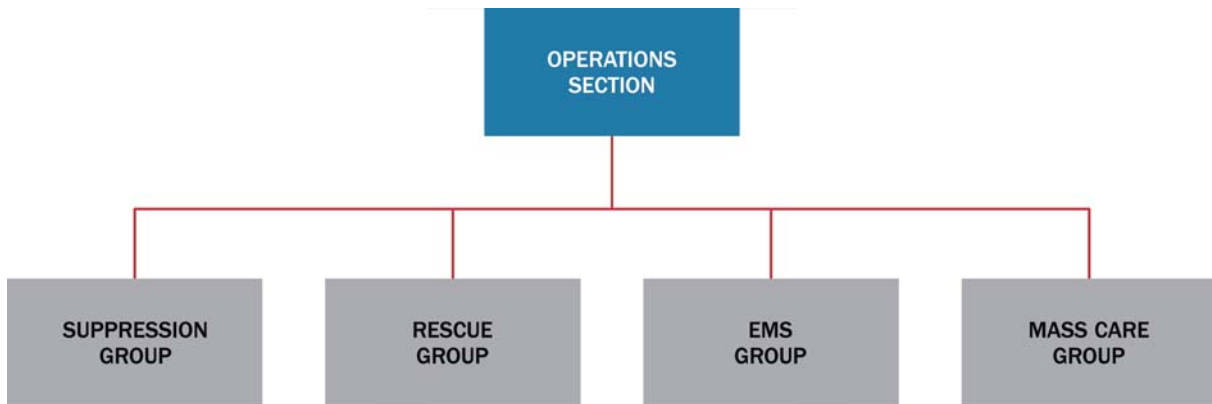 OPERATIONS
SECTION
SUPPRESSION
GROUP
RESCUE
GROUP
EMS
GROUP
MASS CARE
GROUP